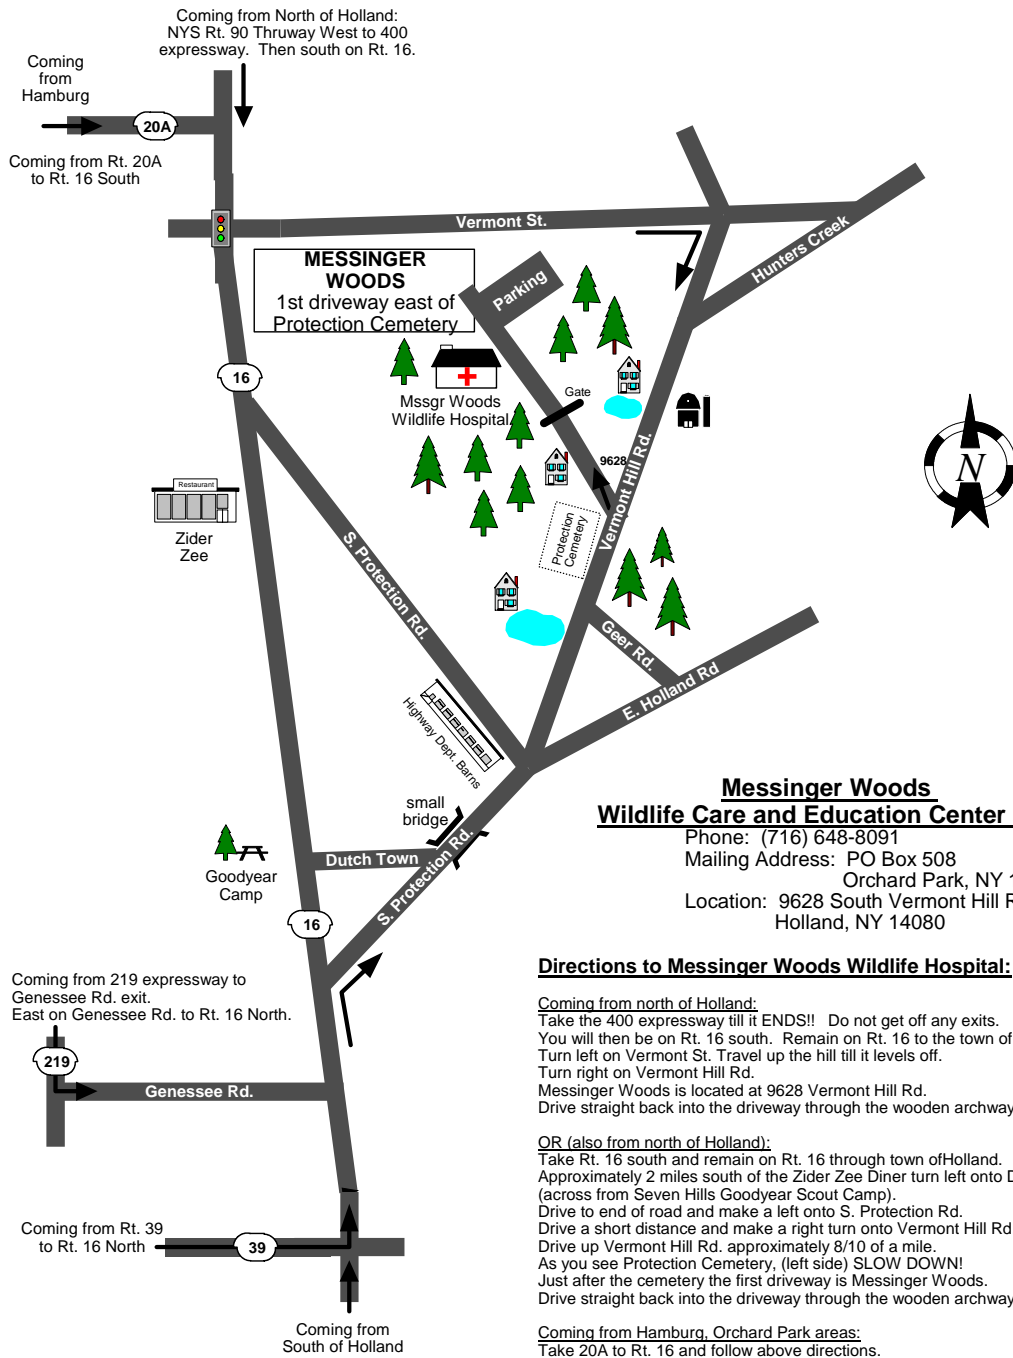 Coming from North of Holland:
NYS Rt. 90 Thruway West to 400
expressway.  Then south on Rt. 16.
Coming
from
Hamburg
20A
Coming from Rt. 20A
to Rt. 16 South
Vermont St.
Hunters Creek
MESSINGER
WOODS
1st driveway east of
Protection Cemetery
Parking
16
Mssgr Woods
Wildlife Hospital
Gate
9628
Vermont Hill Rd.
N
Restaurant
Zider
Zee
S. Protection Rd.
Protection
Cemetery
Geer Rd.
E. Holland Rd
Highway Dept. Barns
small
bridge
Dutch Town
S. Protection Rd.
Goodyear
Camp
16
Messinger Woods
Wildlife Care and Education Center
Phone:  (716) 648-8091
Mailing Address:  PO Box 508
Orchard Park, NY 1
Location:  9628 South Vermont Hill R
Holland, NY 14080
Coming from 219 expressway to
Genessee Rd. exit.
East on Genessee Rd. to Rt. 16 North.
219
Genessee Rd.
Coming from Rt. 39
to Rt. 16 North
39
Coming from
South of Holland
Directions to Messinger Woods Wildlife Hospital:
Coming from north of Holland:
Take the 400 expressway till it ENDS!!   Do not get off any exits.
You will then be on Rt. 16 south.  Remain on Rt. 16 to the town of
Turn left on Vermont St. Travel up the hill till it levels off.
Turn right on Vermont Hill Rd.
Messinger Woods is located at 9628 Vermont Hill Rd.
Drive straight back into the driveway through the wooden archway
OR (also from north of Holland):
Take Rt. 16 south and remain on Rt. 16 through town ofHolland.
Approximately 2 miles south of the Zider Zee Diner turn left onto D
(across from Seven Hills Goodyear Scout Camp).
Drive to end of road and make a left onto S. Protection Rd.
Drive a short distance and make a right turn onto Vermont Hill Rd
Drive up Vermont Hill Rd. approximately 8/10 of a mile.
As you see Protection Cemetery, (left side) SLOW DOWN!
Just after the cemetery the first driveway is Messinger Woods.
Drive straight back into the driveway through the wooden archway
Coming from Hamburg, Orchard Park areas:
Take 20A to Rt. 16 and follow above directions.